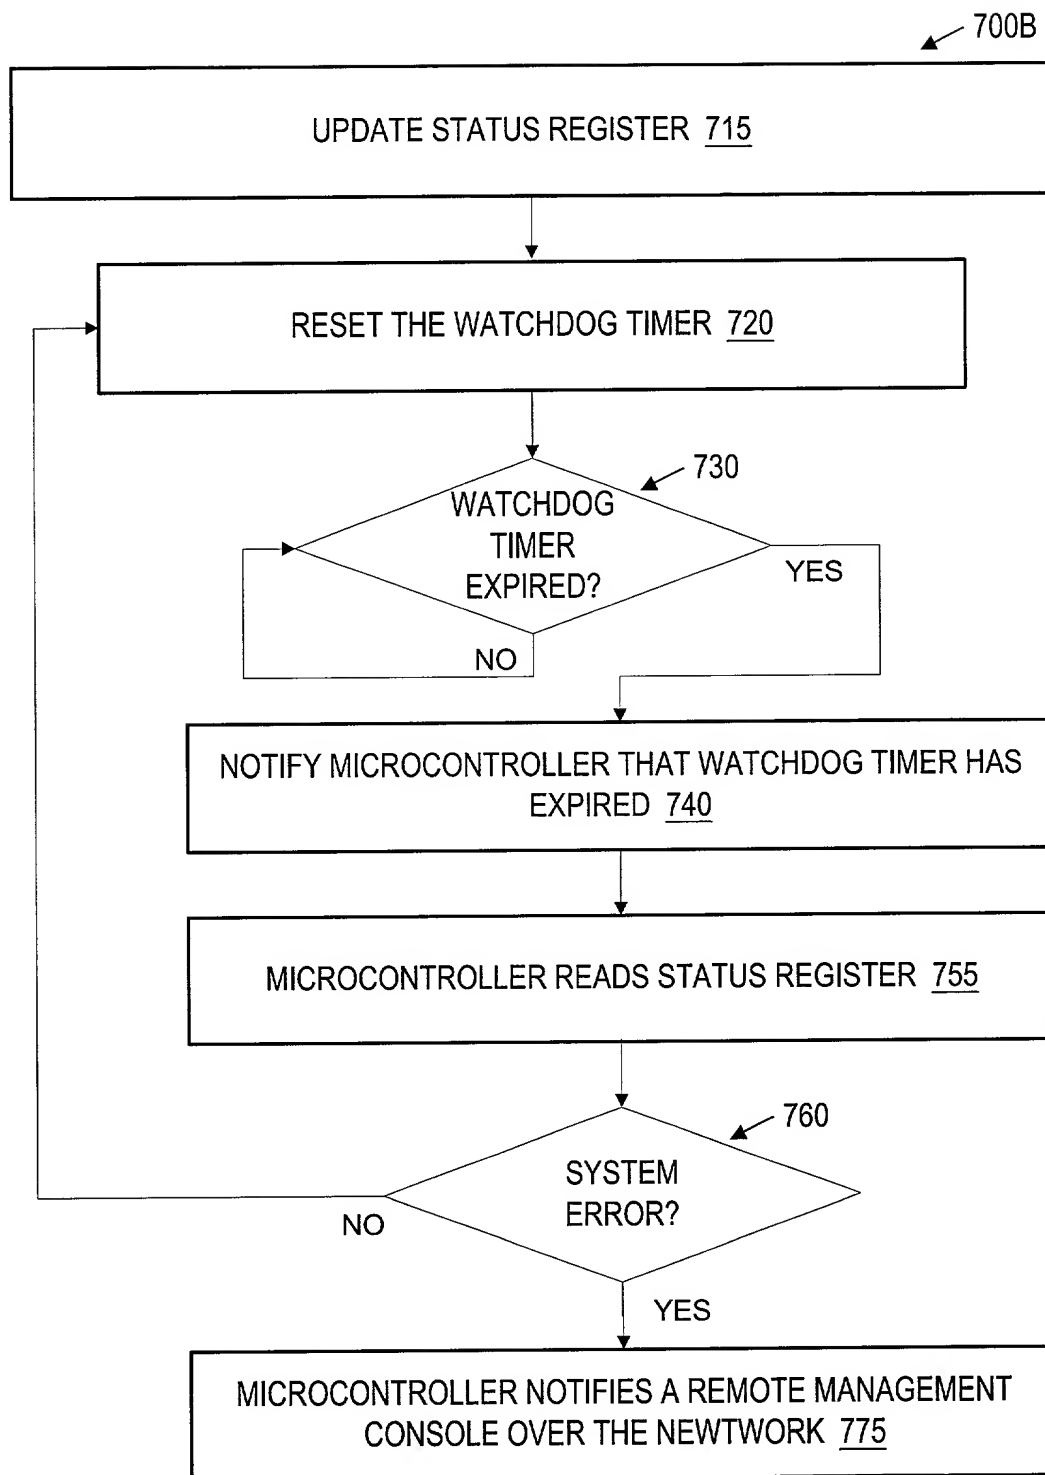 700B
UPDATE STATUS REGISTER 715
RESET THE WATCHDOG TIMER 720
730
WATCHDOG
TIMER
EXPIRED?
YES
NO
NOTIFY MICROCONTROLLER THAT WATCHDOG TIMER HAS
EXPIRED 740
MICROCONTROLLER READS STATUS REGISTER 755
760
SYSTEM
ERROR?
NO
YES
MICROCONTROLLER NOTIFIES A REMOTE MANAGEMENT
CONSOLE OVER THE NEWTWORK 775